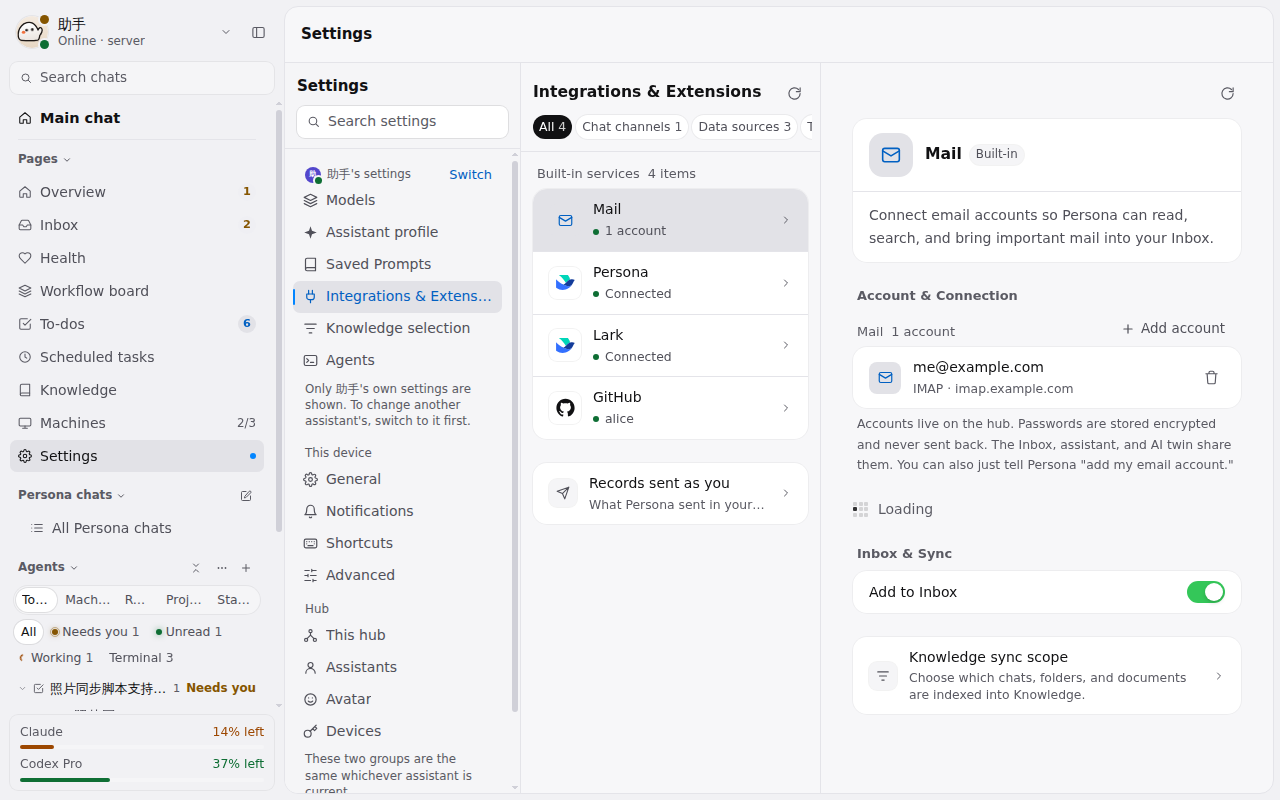 助手
Online · server
Search chats
Main chat
Pages
Overview 1
Inbox 2
Health
Workflow board
To-dos 6
Scheduled tasks
Knowledge
Machines 2/3
Settings
Persona chats
All Persona chats
Agents
To... Mach... R... Proj... Sta...
All Needs you 1 Unread 1
Working 1 Terminal 3
照片同步脚本支持... 1 Needs you
Claude 14% left
Codex Pro 37% left
Settings
Settings
Search settings
助手's settings Switch
Models
Assistant profile
Saved Prompts
Integrations & Extens...
Knowledge selection
Agents
Only 助手's own settings are
shown. To change another
assistant's, switch to it first.
This device
General
Notifications
Shortcuts
Advanced
Hub
This hub
Assistants
Avatar
Devices
These two groups are the
same whichever assistant is
current.
Integrations & Extensions
All 4 Chat channels 1 Data sources 3 T
Built-in services 4 items
Mail
1 account
Persona
Connected
Lark
Connected
GitHub
alice
Records sent as you
What Persona sent in your...
Mail Built-in
Connect email accounts so Persona can read,
search, and bring important mail into your Inbox.
Account & Connection
Mail 1 account Add account
me@example.com
IMAP · imap.example.com
Accounts live on the hub. Passwords are stored encrypted
and never sent back. The Inbox, assistant, and AI twin share
them. You can also just tell Persona "add my email account."
Loading
Inbox & Sync
Add to Inbox
Knowledge sync scope
Choose which chats, folders, and documents
are indexed into Knowledge.